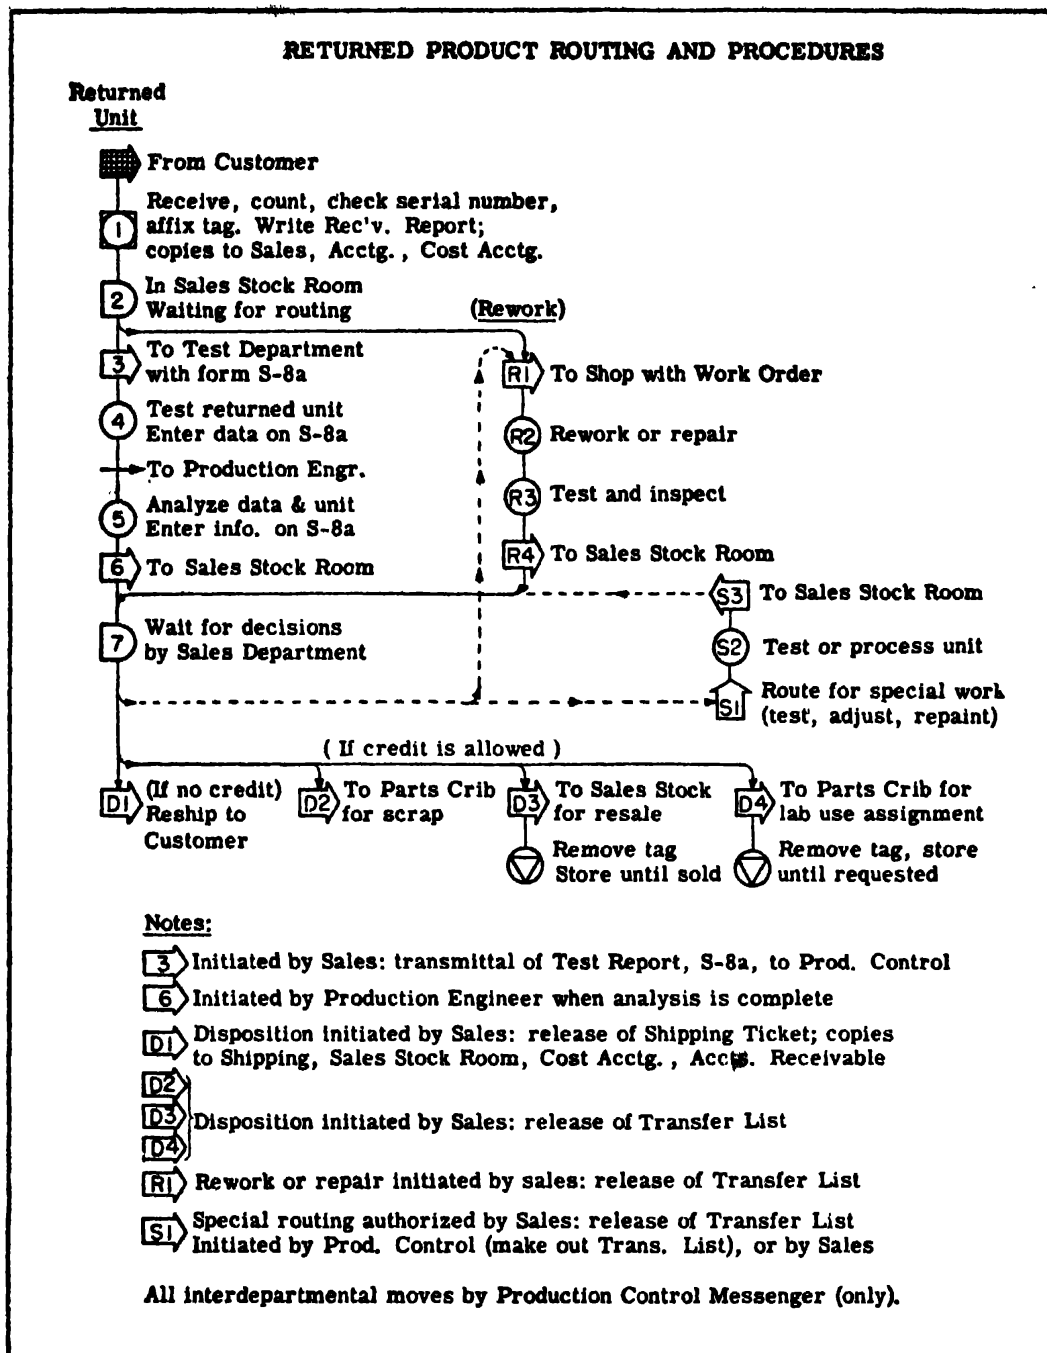 RETURNED PRODUCT ROUTING AND PROCEDURES
Returned
Unit
From Customer
1
Receive, count, check serial number,
affix tag. Write Rec'v. Report;
copies to Sales, Acctg., Cost Acctg.
2
In Sales Stock Room
Waiting for routing
(Rework)
3
To Test Department
with form S-8a
R1
To Shop with Work Order
4
Test returned unit
Enter data on S-8a
R2
Rework or repair
To Production Engr.
R3
Test and inspect
5
Analyze data & unit
Enter info. on S-8a
R4
To Sales Stock Room
6
To Sales Stock Room
S3
To Sales Stock Room
7
Wait for decisions
by Sales Department
S2
Test or process unit
S1
Route for special work
(test, adjust, repaint)
( If credit is allowed )
D1
(If no credit)
Reship to
Customer
D2
To Parts Crib
for scrap
D3
To Sales Stock
for resale
D4
To Parts Crib for
lab use assignment
Remove tag
Store until sold
Remove tag, store
until requested
Notes:
3 Initiated by Sales: transmittal of Test Report, S-8a, to Prod. Control
6 Initiated by Production Engineer when analysis is complete
D1 Disposition initiated by Sales: release of Shipping Ticket; copies
to Shipping, Sales Stock Room, Cost Acctg., Accts. Receivable
D2
D3 Disposition initiated by Sales: release of Transfer List
D4
R1 Rework or repair initiated by sales: release of Transfer List
S1 Special routing authorized by Sales: release of Transfer List
Initiated by Prod. Control (make out Trans. List), or by Sales
All interdepartmental moves by Production Control Messenger (only).